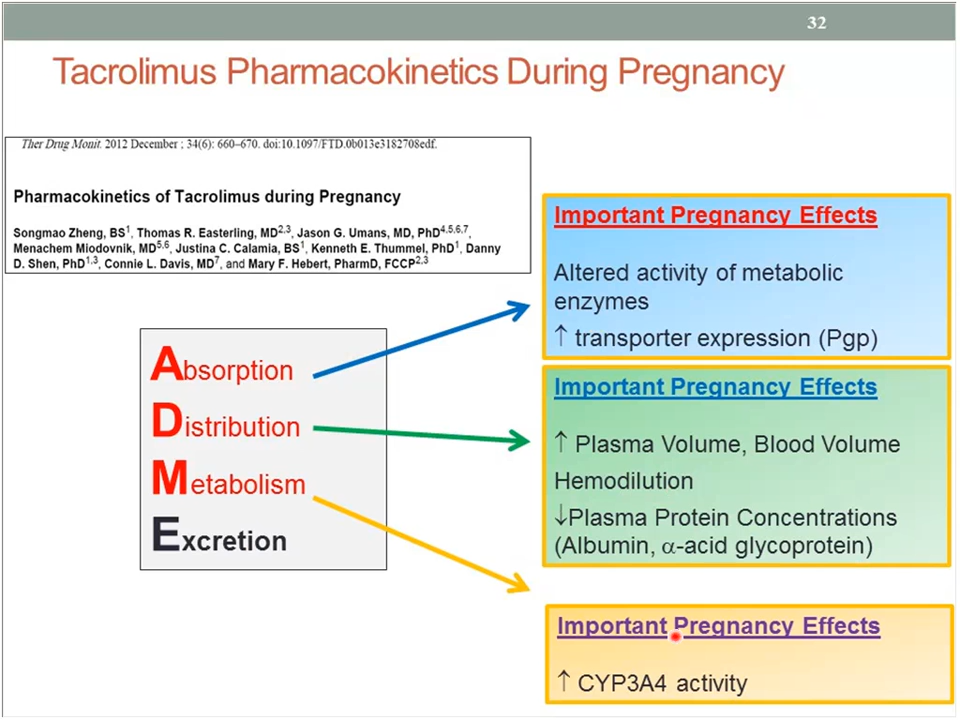 32
Tacrolimus Pharmacokinetics During Pregnancy
Ther Drug Monit. 2012 December ; 34(6): 660–670. doi:10.1097/FTD.0b013e3182708edf.
Pharmacokinetics of Tacrolimus during Pregnancy
Songmao Zheng, BS1, Thomas R. Easterling, MD2,3, Jason G. Umans, MD, PhD4,5,6,7,
Menachem Miodovnik, MD5,6, Justina C. Calamia, BS1, Kenneth E. Thummel, PhD1, Danny
D. Shen, PhD1,3, Connie L. Davis, MD7, and Mary F. Hebert, PharmD, FCCP2,3
Absorption
Distribution
Metabolism
Excretion
Important Pregnancy Effects
Altered activity of metabolic
enzymes
↑ transporter expression (Pgp)
Important Pregnancy Effects
↑ Plasma Volume, Blood Volume
Hemodilution
↓Plasma Protein Concentrations
(Albumin, α-acid glycoprotein)
Important Pregnancy Effects
↑ CYP3A4 activity